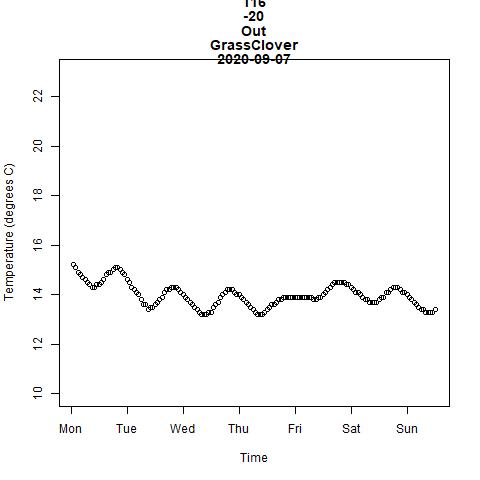 T16
-20
Out
GrassClover
2020-09-07
Temperature (degrees C)
22
20
18
16
14
12
10
Mon Tue Wed Thu Fri Sat Sun
Time